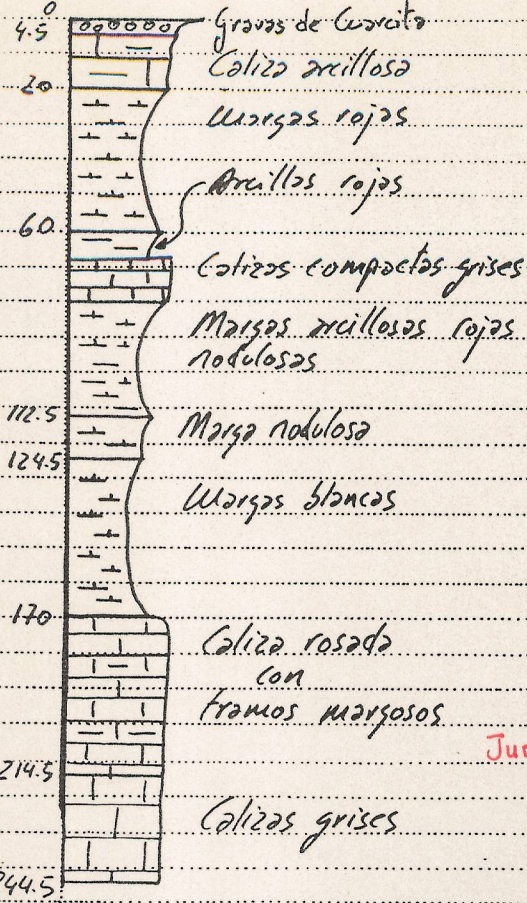 0
Gravas de Cuarcita
4.5
Caliza arcillosa
20
Margas rojas
Arcillas rojas
60
Calizas compactas grises
Margas arcillosas rojas
nodulosas
112.5
Marga nodulosa
124.5
Margas blancas
170
Caliza rosada
con
tramos margosos
Jur
214.5
Calizas grises
244.5